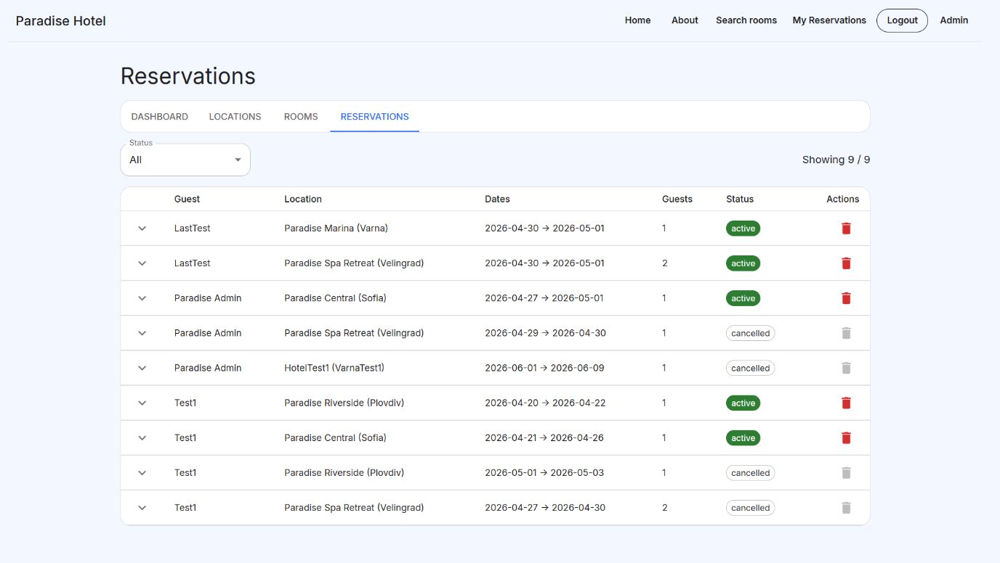 Paradise Hotel Home About Search rooms My Reservations Logout Admin
Reservations
DASHBOARD LOCATIONS ROOMS RESERVATIONS
Status
All
Showing 9 / 9
Guest Location Dates Guests Status Actions
LastTest Paradise Marina (Varna) 2026-04-30 → 2026-05-01 1 active
LastTest Paradise Spa Retreat (Velingrad) 2026-04-30 → 2026-05-01 2 active
Paradise Admin Paradise Central (Sofia) 2026-04-27 → 2026-05-01 1 active
Paradise Admin Paradise Spa Retreat (Velingrad) 2026-04-29 → 2026-04-30 1 cancelled
Paradise Admin HotelTest1 (VarnaTest1) 2026-06-01 → 2026-06-09 1 cancelled
Test1 Paradise Riverside (Plovdiv) 2026-04-20 → 2026-04-22 1 active
Test1 Paradise Central (Sofia) 2026-04-21 → 2026-04-26 1 active
Test1 Paradise Riverside (Plovdiv) 2026-05-01 → 2026-05-03 1 cancelled
Test1 Paradise Spa Retreat (Velingrad) 2026-04-27 → 2026-04-30 2 cancelled